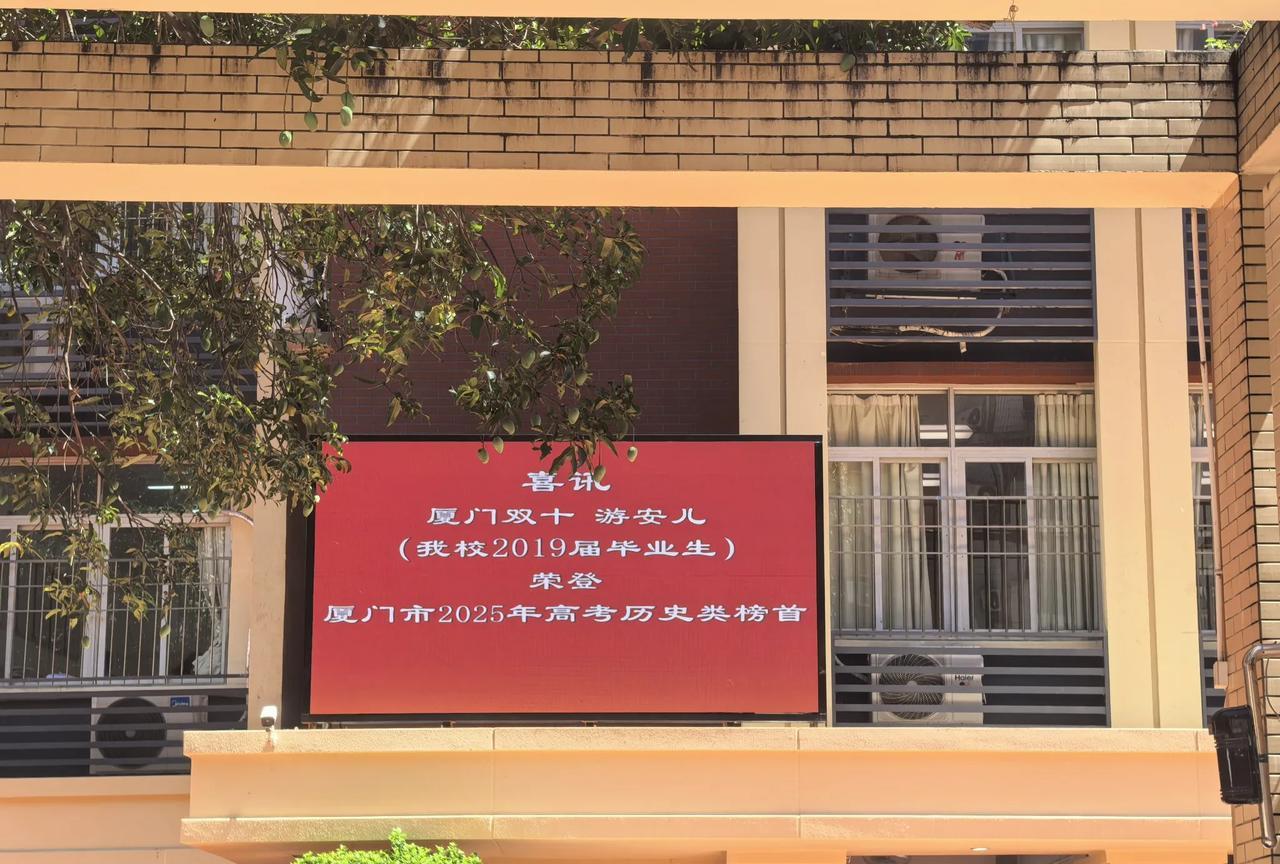 喜讯
厦门双十 游安儿
（我校2019届毕业生）
荣登
厦门市2025年高考历史类榜首
Haier